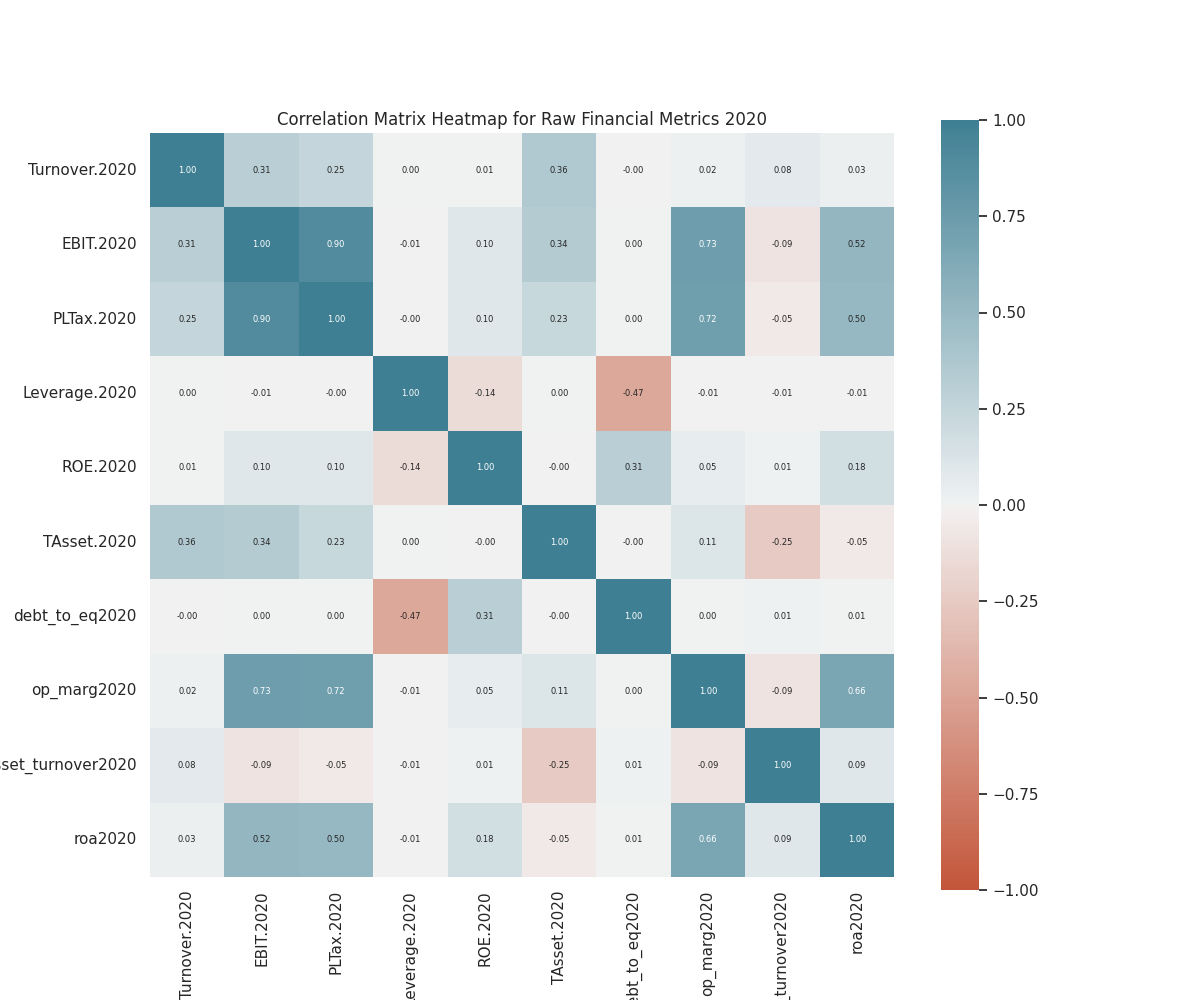 Correlation Matrix Heatmap for Raw Financial Metrics 2020
Turnover.2020 1.00 0.31 0.25 0.00 0.01 0.36 -0.00 0.02 0.08 0.03
EBIT.2020 0.31 1.00 0.90 -0.01 0.10 0.34 0.00 0.73 -0.09 0.52
PLTax.2020 0.25 0.90 1.00 -0.00 0.10 0.23 0.00 0.72 -0.05 0.50
Leverage.2020 0.00 -0.01 -0.00 1.00 -0.14 0.00 -0.47 -0.01 -0.01 -0.01
ROE.2020 0.01 0.10 0.10 -0.14 1.00 -0.00 0.31 0.05 0.01 0.18
TAsset.2020 0.36 0.34 0.23 0.00 -0.00 1.00 -0.00 0.11 -0.25 -0.05
debt_to_eq2020 -0.00 0.00 0.00 -0.47 0.31 -0.00 1.00 0.00 0.01 0.01
op_marg2020 0.02 0.73 0.72 -0.01 0.05 0.11 0.00 1.00 -0.09 0.66
set_turnover2020 0.08 -0.09 -0.05 -0.01 0.01 -0.25 0.01 -0.09 1.00 0.09
roa2020 0.03 0.52 0.50 -0.01 0.18 -0.05 0.01 0.66 0.09 1.00
Turnover.2020
EBIT.2020
PLTax.2020
everage.2020
ROE.2020
TAsset.2020
ebt_to_eq2020
op_marg2020
_turnover2020
roa2020
1.00
0.75
0.50
0.25
0.00
−0.25
−0.50
−0.75
−1.00